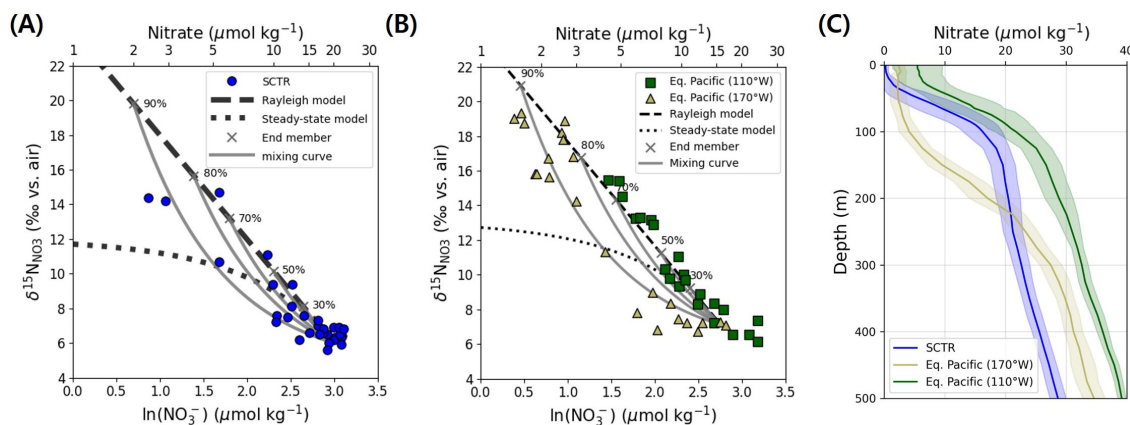 (A)
Nitrate (μmol kg⁻¹)
1 2 3 5 10 15 20 30
22
20
18
16
14
12
10
8
6
4
δ¹⁵N_NO3 (‰ vs. air)
SCTR
Rayleigh model
Steady-state model
End member
mixing curve
90%
80%
70%
50%
30%
0.0 0.5 1.0 1.5 2.0 2.5 3.0 3.5
ln(NO₃⁻) (μmol kg⁻¹)
(B)
Nitrate (μmol kg⁻¹)
1 2 3 5 10 15 20 30
22
20
18
16
14
12
10
8
6
4
δ¹⁵N_NO3 (‰ vs. air)
Eq. Pacific (110°W)
Eq. Pacific (170°W)
Rayleigh model
Steady-state model
End member
Mixing curve
90%
80%
70%
50%
30%
0.0 0.5 1.0 1.5 2.0 2.5 3.0 3.5
ln(NO₃⁻) (μmol kg⁻¹)
(C)
Nitrate (μmol kg⁻¹)
0 10 20 30 40
0
100
200
300
400
500
Depth (m)
SCTR
Eq. Pacific (170°W)
Eq. Pacific (110°W)